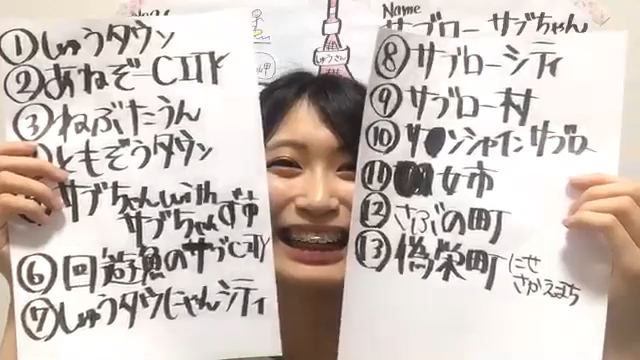 ①しゅうタウン
②あねぞーCITY
③ねぶたうん
ともぞうタウン
サブちゃんwith
サブちゃんず市
⑥回遊魚のサブCITY
⑦しゅうタウにゃんシティ
Name
サブロー サブちゃん
しゅうさん
⑧サブローシティ
⑨サブロー村
⑩サンシャインサブロー
⑪女市
⑫さぶの町
⑬偽栄町 にせ
さかえまち